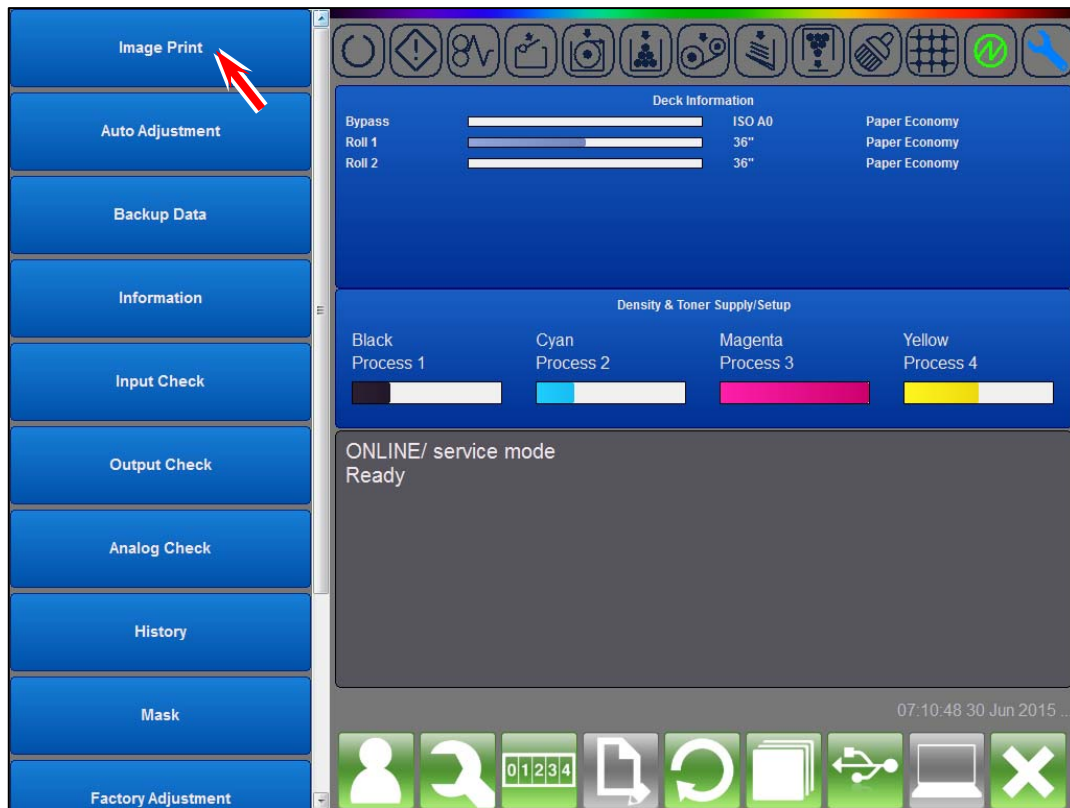 Image Print
Auto Adjustment
Backup Data
Information
Input Check
Output Check
Analog Check
History
Mask
Factory Adjustment
Deck Information
Bypass ISO A0 Paper Economy
Roll 1 36" Paper Economy
Roll 2 36" Paper Economy
Density & Toner Supply/Setup
Black Cyan Magenta Yellow
Process 1 Process 2 Process 3 Process 4
ONLINE/ service mode
Ready
07:10:48 30 Jun 2015 ..
01234